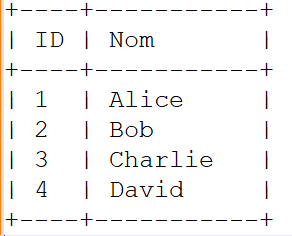 +----+-----------+
| ID | Nom       |
+----+-----------+
| 1  | Alice     |
| 2  | Bob       |
| 3  | Charlie   |
| 4  | David     |
+----+-----------+